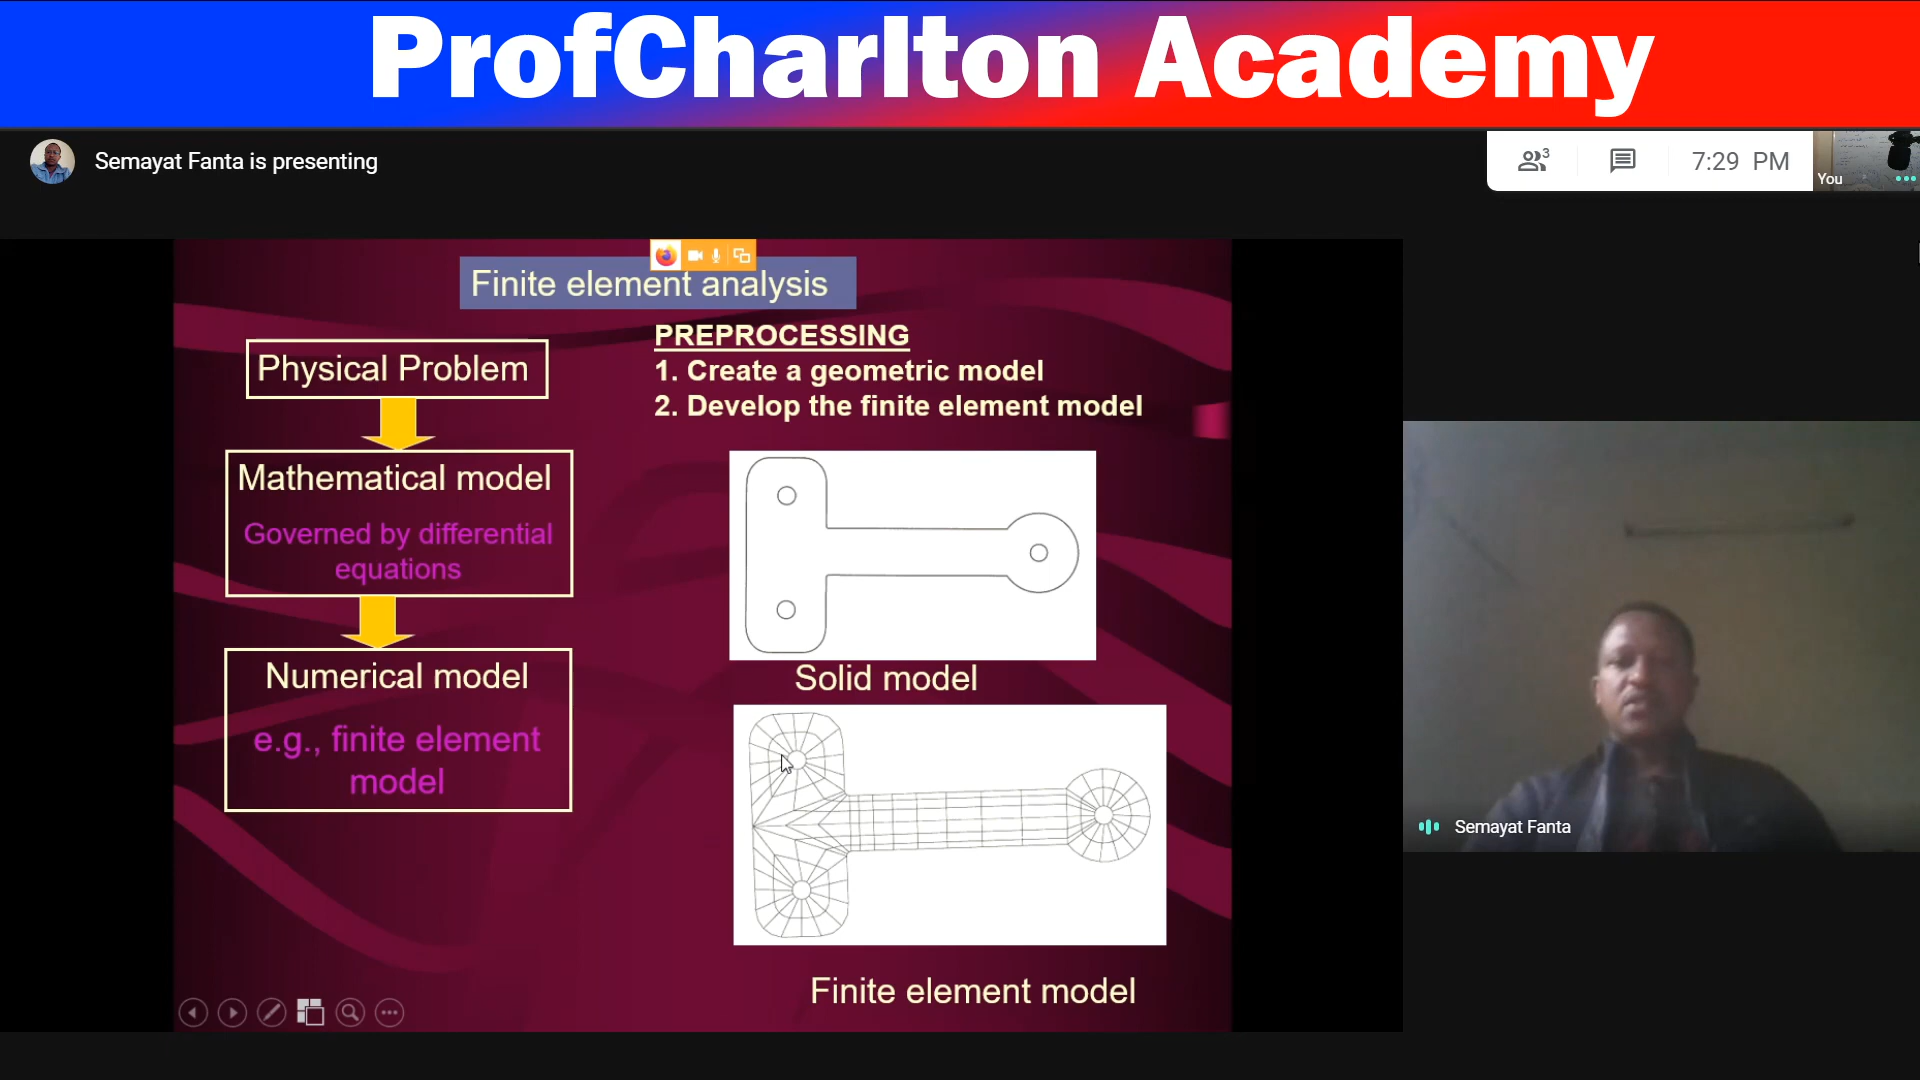 ProfCharlton Academy
Semayat Fanta is presenting
3
7:29 PM
You
Finite element analysis
Physical Problem
Mathematical model
Governed by differential
equations
Numerical model
e.g., finite element
model
PREPROCESSING
1. Create a geometric model
2. Develop the finite element model
Solid model
Finite element model
Semayat Fanta